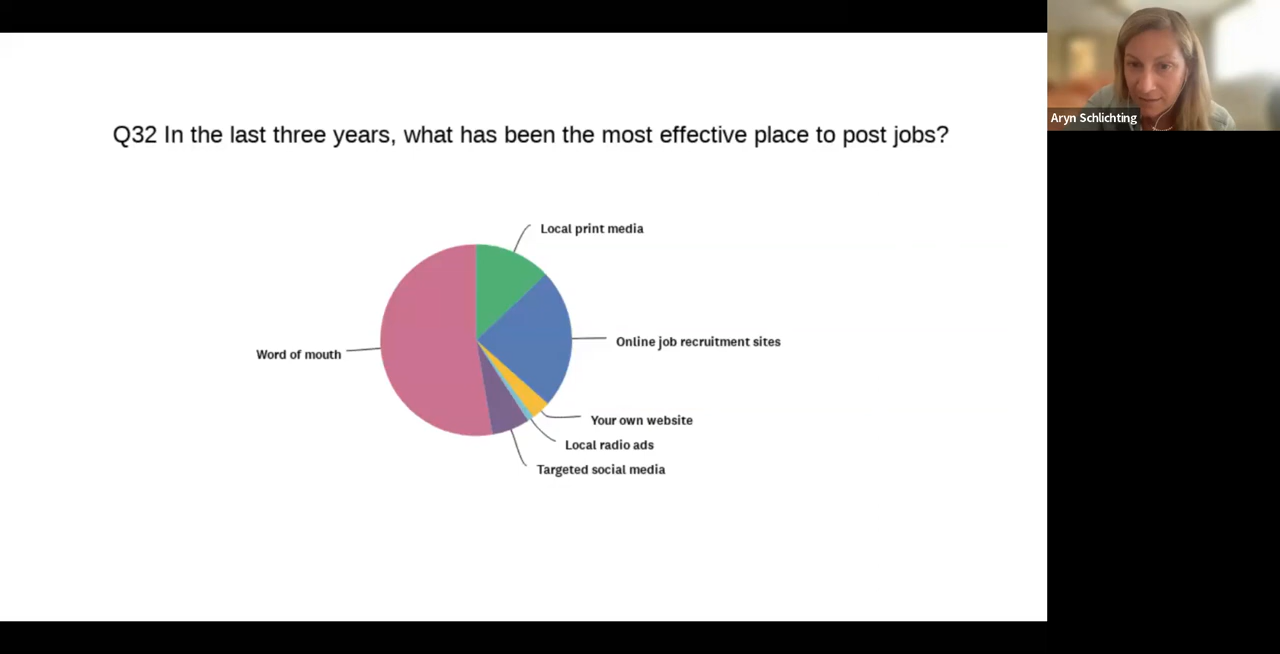 Aryn Schlichting
Q32 In the last three years, what has been the most effective place to post jobs?
Local print media
Online job recruitment sites
Word of mouth
Your own website
Local radio ads
Targeted social media